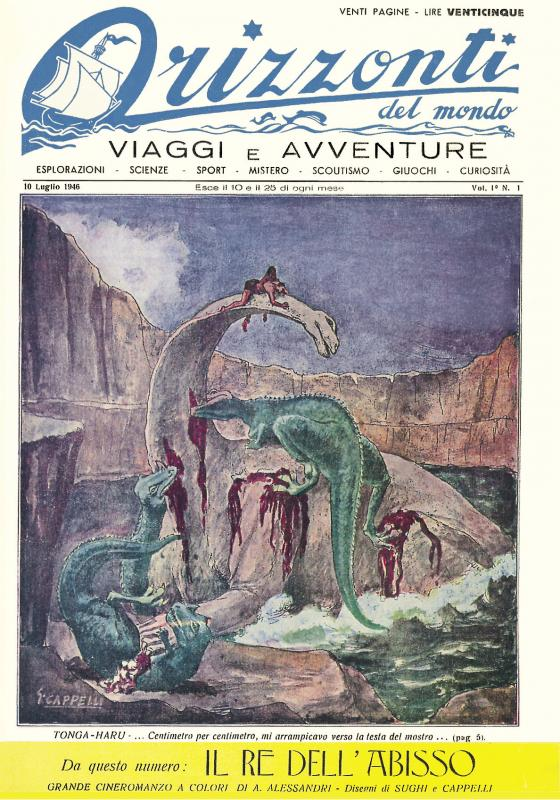 VENTI PAGINE - LIRE VENTICINQUE
Orizzonti
del mondo
VIAGGI E AVVENTURE
ESPLORAZIONI - SCIENZE - SPORT - MISTERO - SCOUTISMO - GIUOCHI - CURIOSITÀ
10 Luglio 1946 Esce il 10 e il 25 di ogni mese Vol. I° N. 1
G. CAPPELLI
TONGA-HARU - ... Centimetro per centimetro, mi arrampicavo verso la testa del mostro ... (pag 5).
Da questo numero: IL RE DELL'ABISSO
GRANDE CINEROMANZO A COLORI DI A. ALESSANDRI - Disegni di SUGHI e CAPPELLI